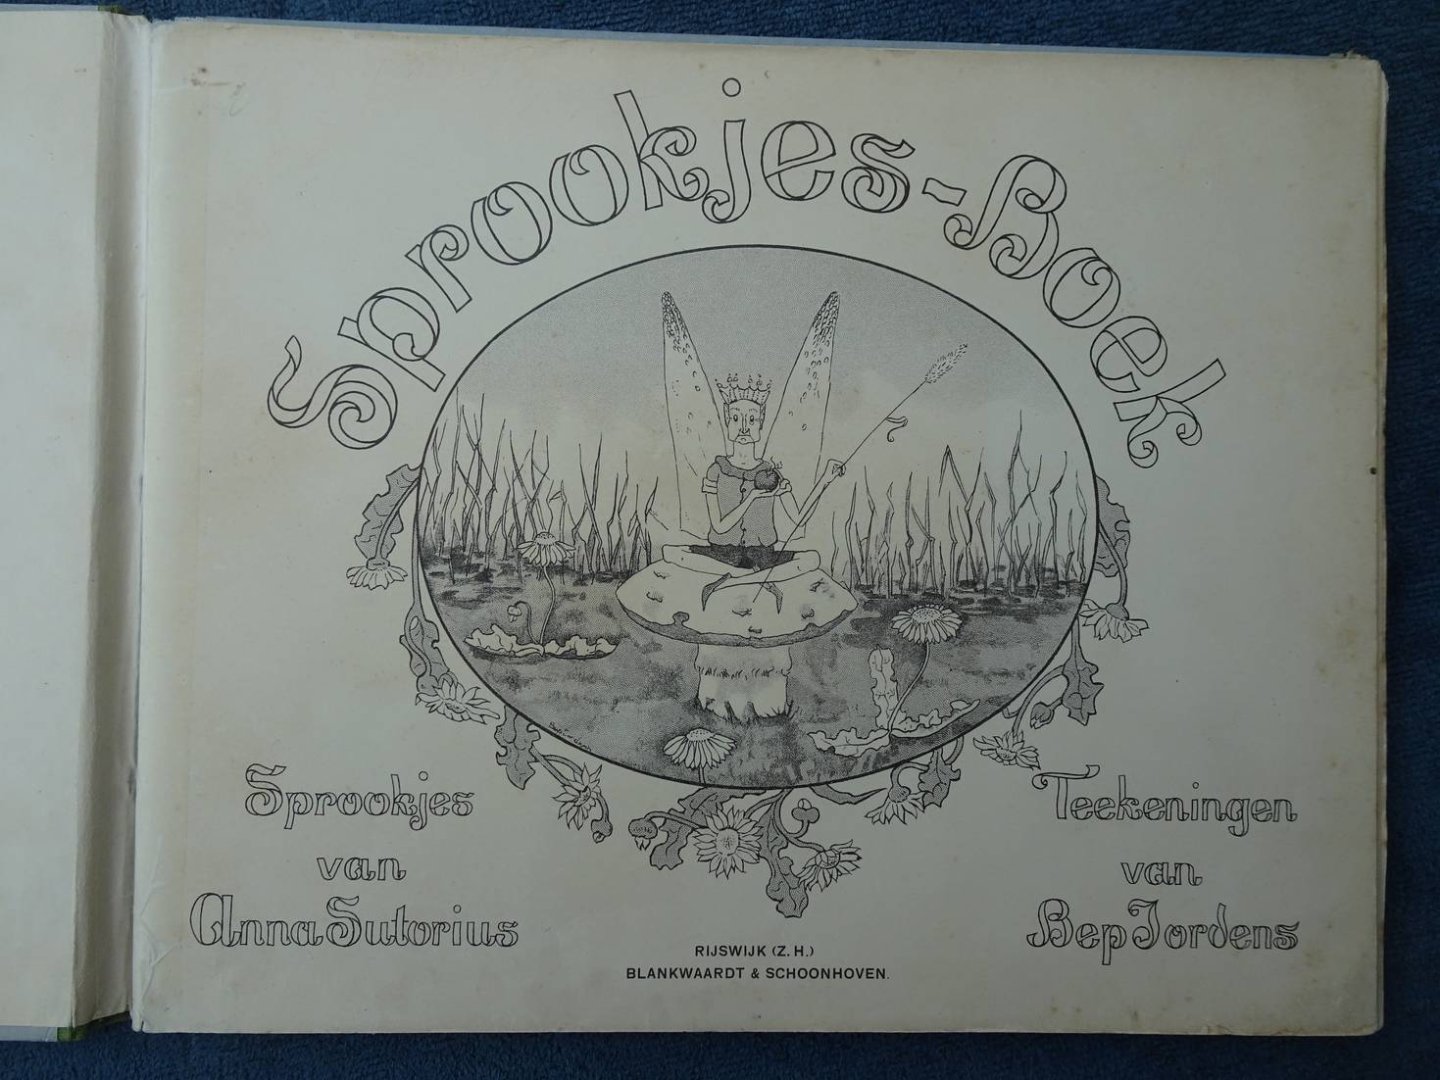 Sprookjes-Boek
Sprookjes
van
Anna Sutorius
Teekeningen
van
Bep Jordens
RIJSWIJK (Z. H.)
BLANKWAARDT & SCHOONHOVEN.